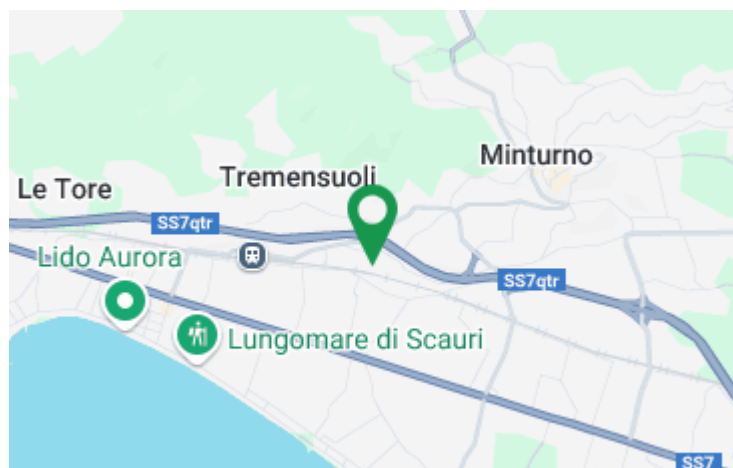 Minturno
Tremensuoli
Le Tore
SS7qtr
Lido Aurora
SS7qtr
Lungomare di Scauri
SS7